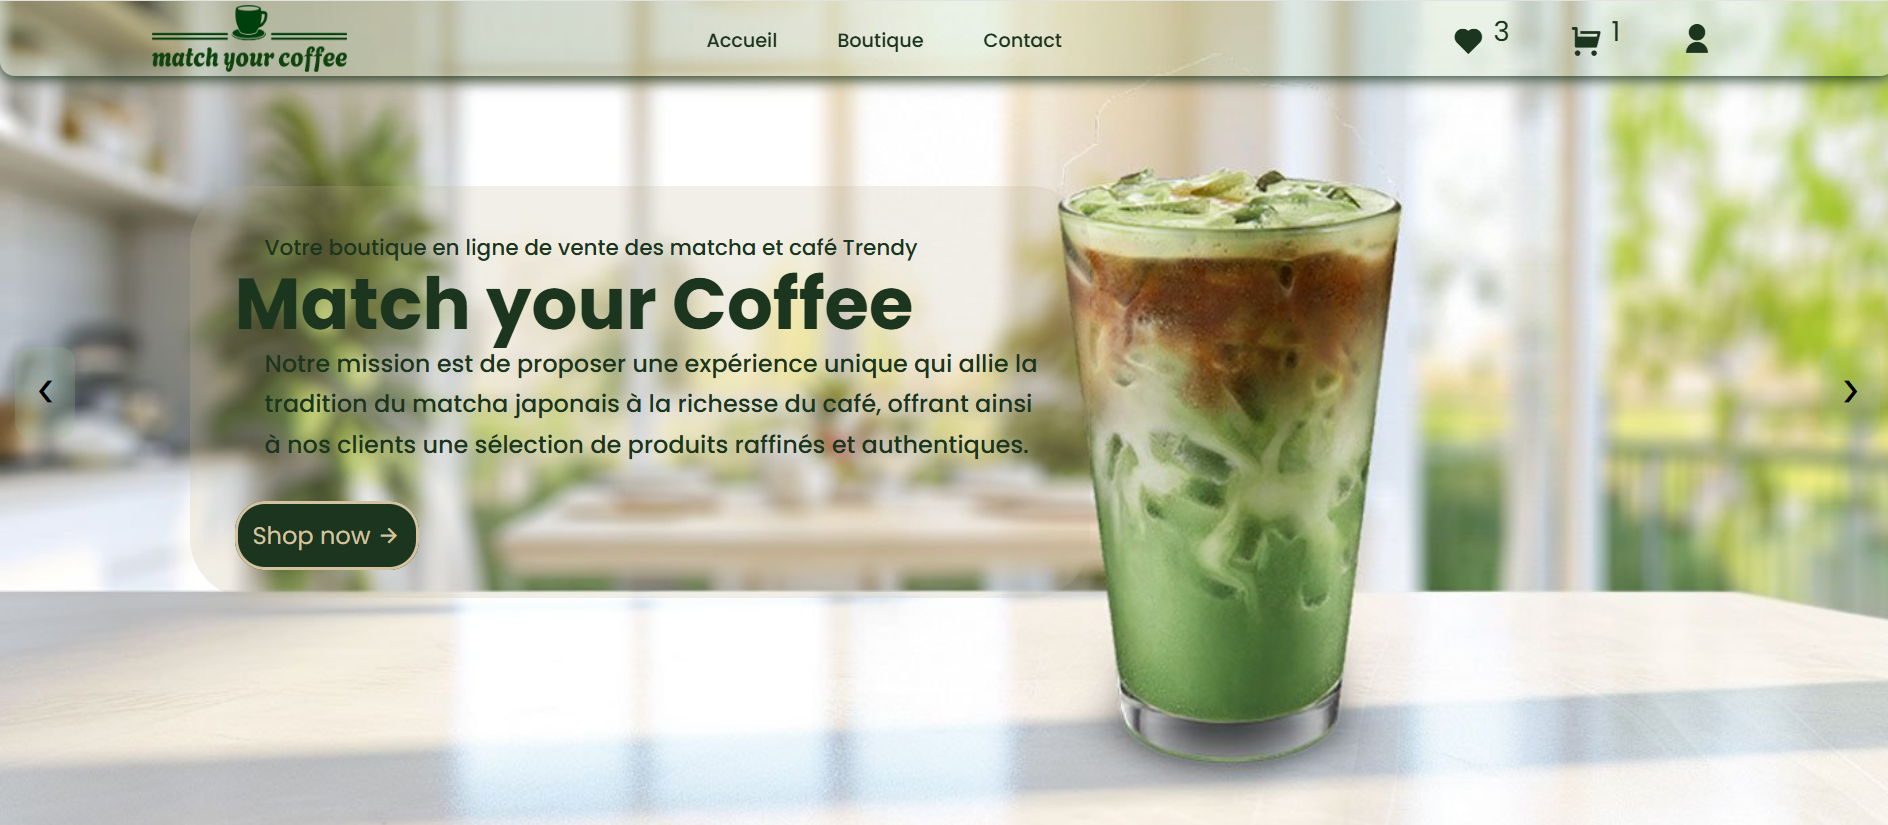 match your coffee
Accueil
Boutique
Contact
3
1
Votre boutique en ligne de vente des matcha et café Trendy
Match your Coffee
Notre mission est de proposer une expérience unique qui allie la
tradition du matcha japonais à la richesse du café, offrant ainsi
à nos clients une sélection de produits raffinés et authentiques.
Shop now →